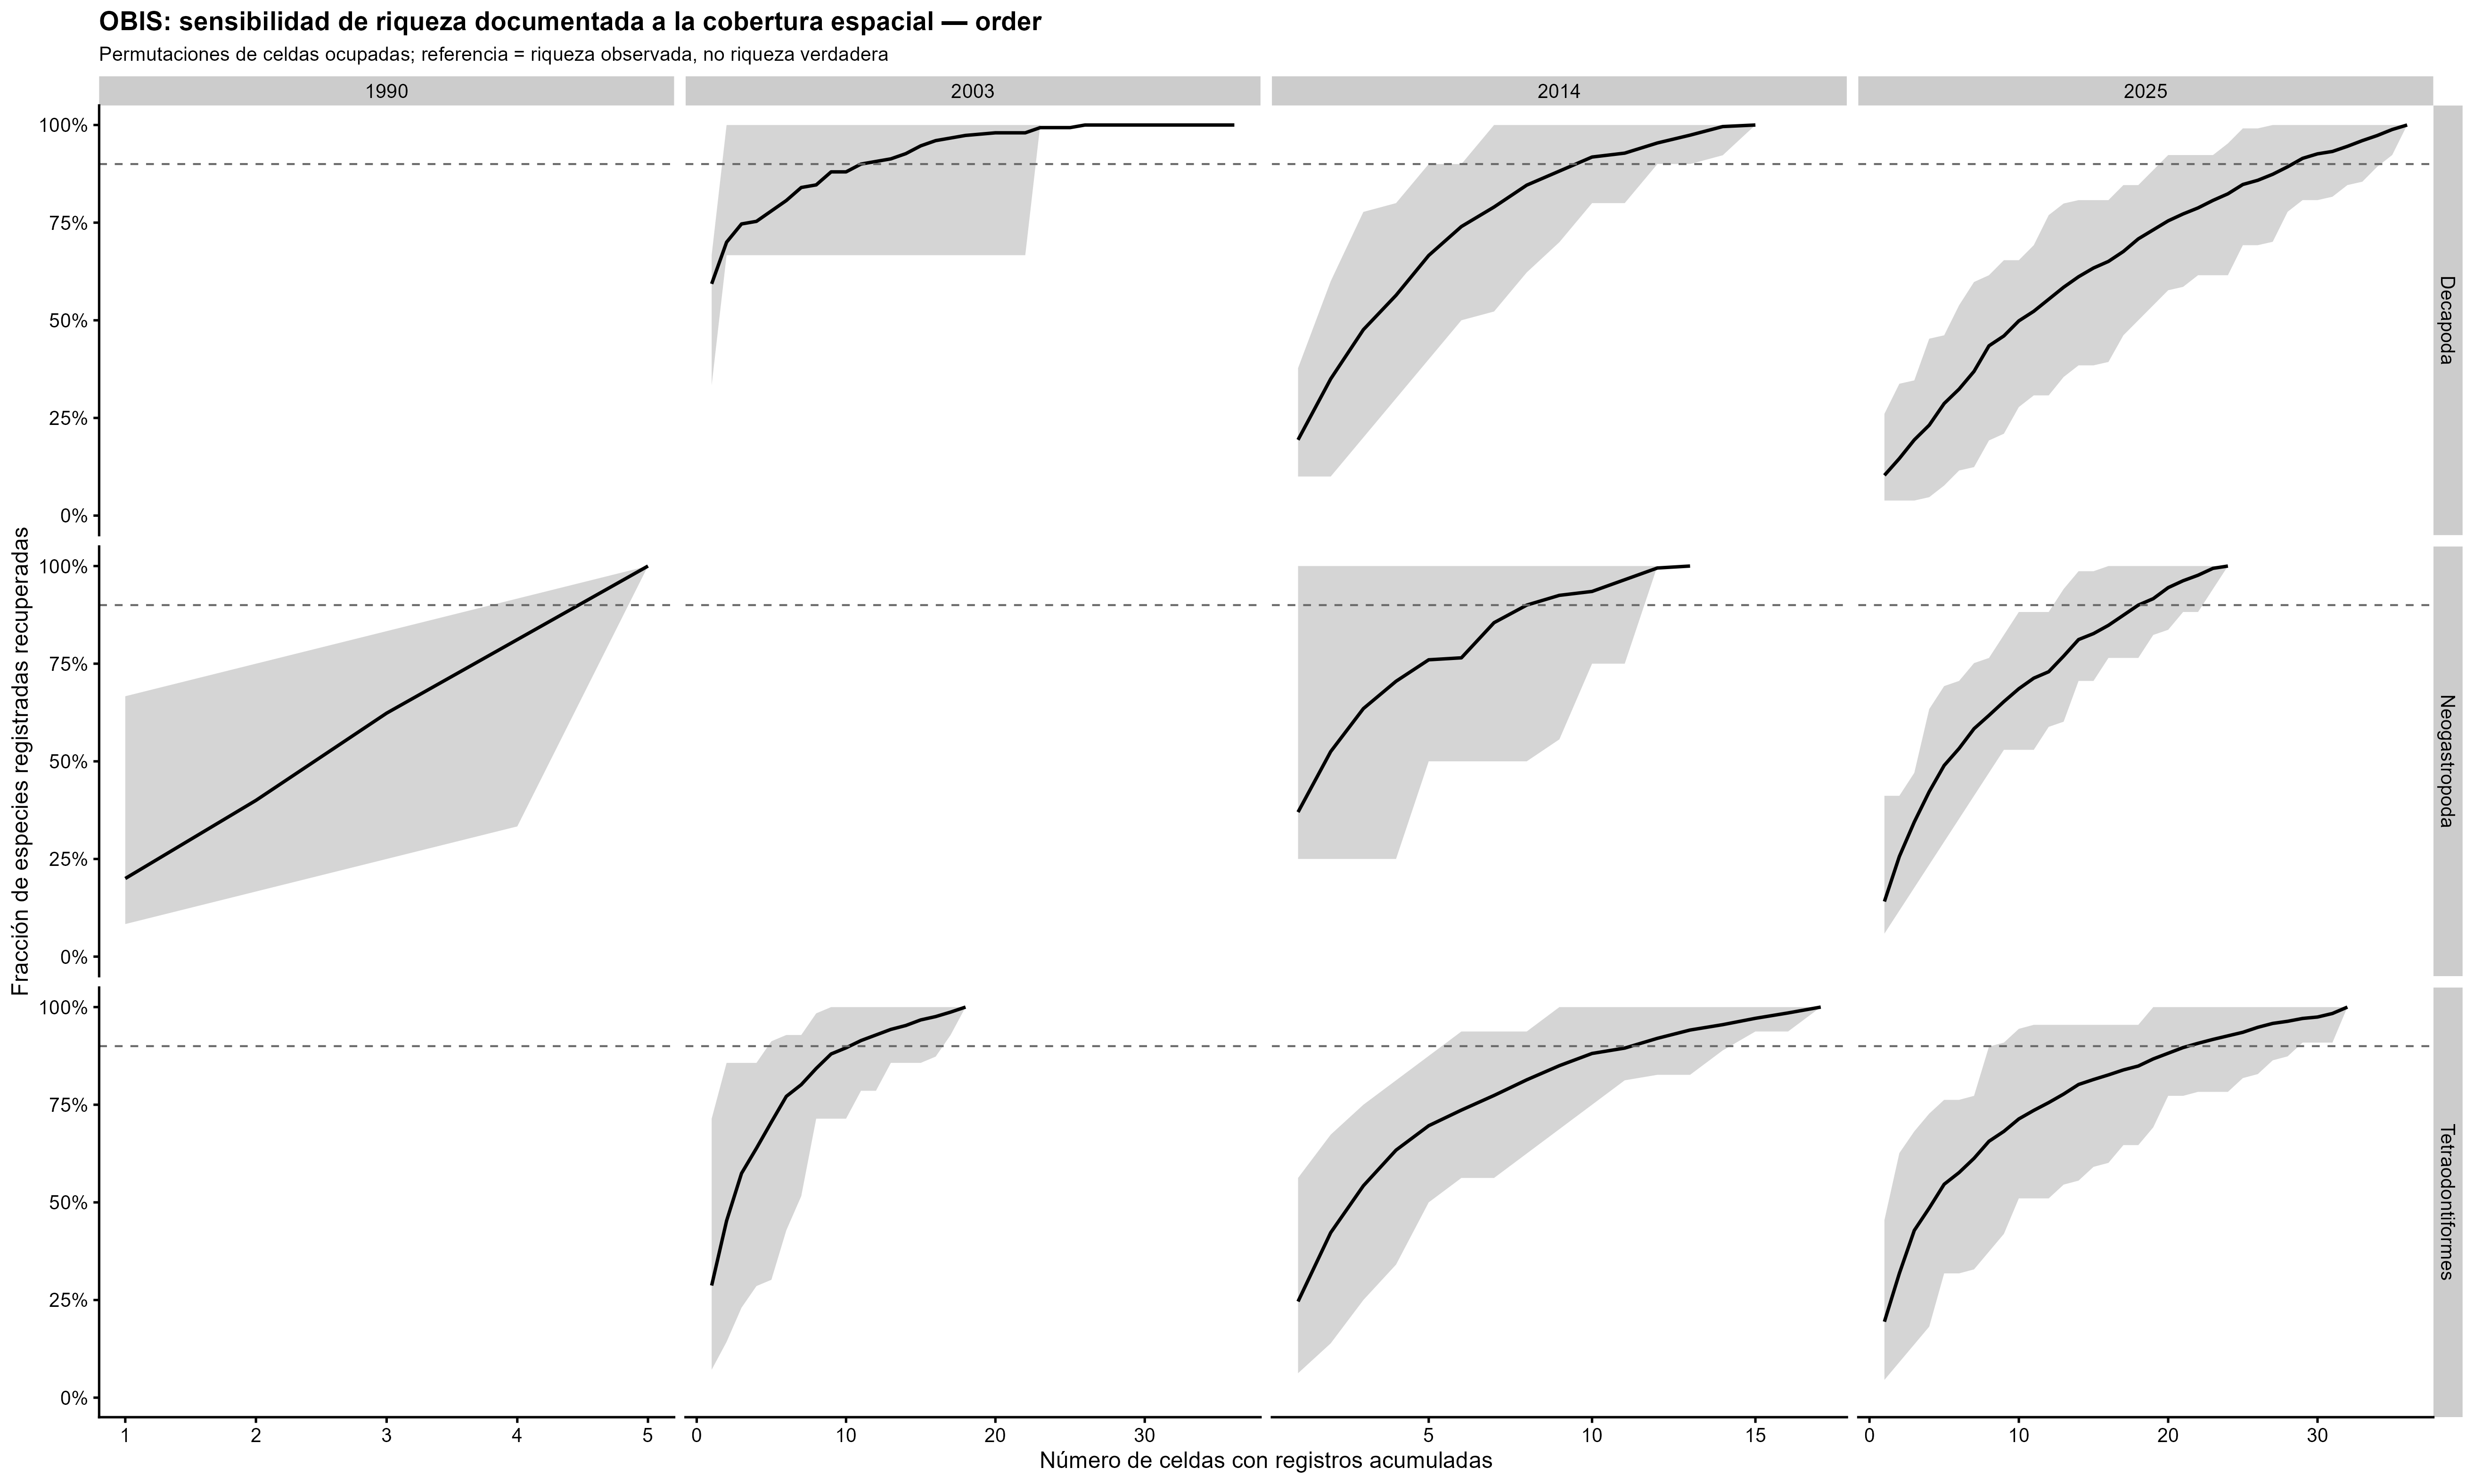 OBIS: sensibilidad de riqueza documentada a la cobertura espacial — order
Permutaciones de celdas ocupadas; referencia = riqueza observada, no riqueza verdadera
1990
2003
2014
2025
100%
75%
50%
25%
0%
Decapoda
100%
75%
50%
25%
0%
Neogastropoda
100%
75%
50%
25%
0%
Tetraodontiformes
Fracción de especies registradas recuperadas
1 2 3 4 5
0 10 20 30
5 10 15
0 10 20 30
Número de celdas con registros acumuladas